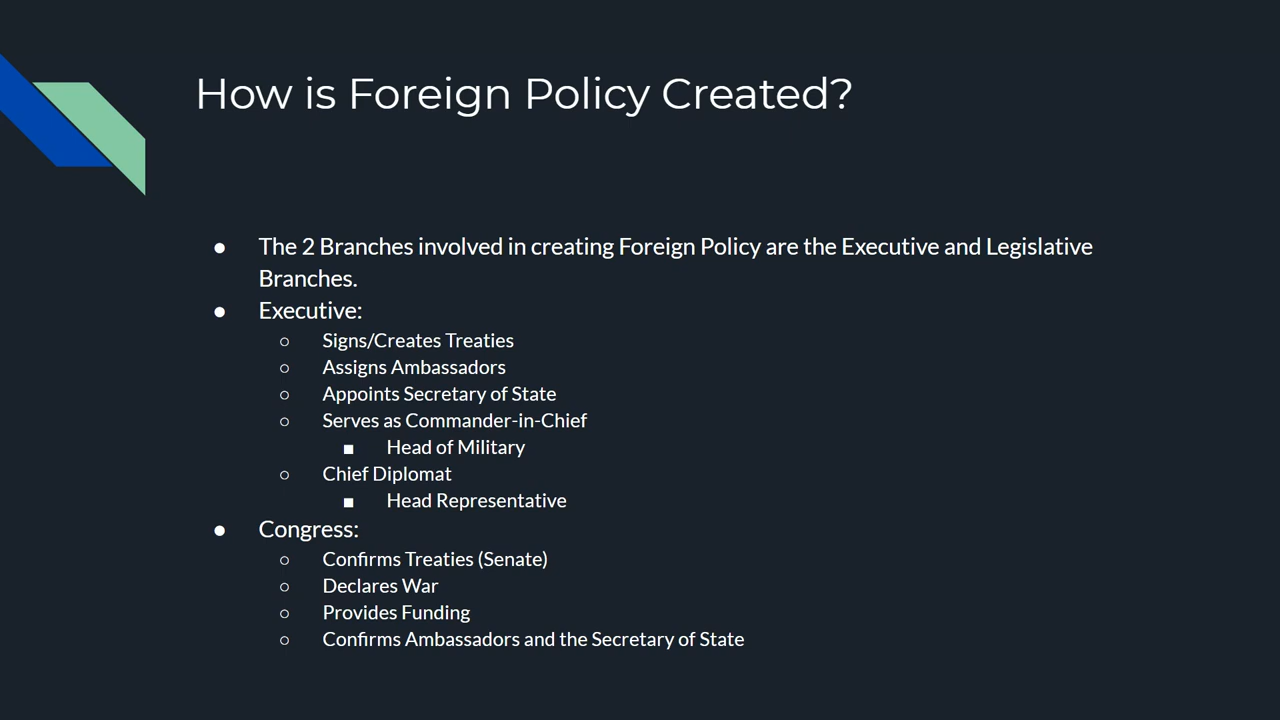 How is Foreign Policy Created?
● The 2 Branches involved in creating Foreign Policy are the Executive and Legislative
Branches.
● Executive:
○ Signs/Creates Treaties
○ Assigns Ambassadors
○ Appoints Secretary of State
○ Serves as Commander-in-Chief
■ Head of Military
○ Chief Diplomat
■ Head Representative
● Congress:
○ Confirms Treaties (Senate)
○ Declares War
○ Provides Funding
○ Confirms Ambassadors and the Secretary of State